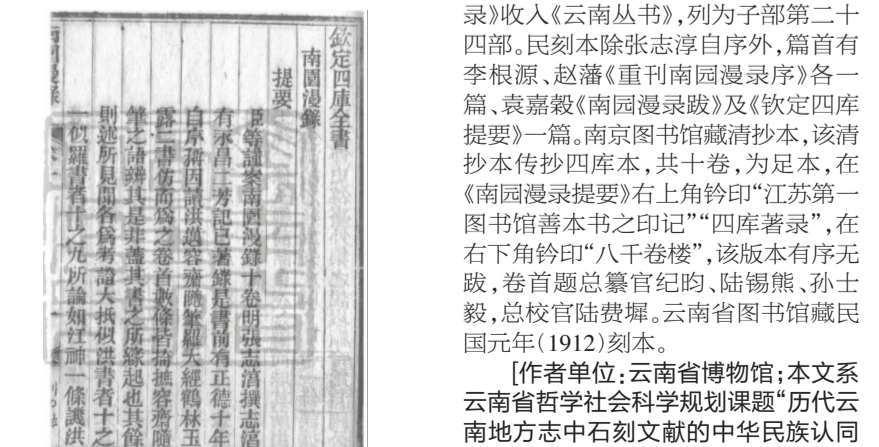 欽定四庫全書
南園漫錄
提要
臣等謹案南園漫錄十卷明張志淳撰志淳
有永昌二芳記已著錄是書前有正德十年
自序稱因讀洪邁容齋隨筆羅大經鶴林玉
露二書仿而為之卷首數條皆掎摭容齋隨
筆之語辨其是非蓋其書之所緣起也其餘
則述所見聞各為考證大抵似洪書者十之
一似羅書者十之九所論如江神一條譏洪
录》收入《云南丛书》，列为子部第二十
四部。民刻本除张志淳自序外，篇首有
李根源、赵藩《重刊南园漫录序》各一
篇、袁嘉穀《南园漫录跋》及《钦定四库
提要》一篇。南京图书馆藏清抄本，该清
抄本传抄四库本，共十卷，为足本，在
《南园漫录提要》右上角钤印“江苏第一
图书馆善本书之印记”“四库著录”，在
右下角钤印“八千卷楼”，该版本有序无
跋，卷首题总纂官纪昀、陆锡熊、孙士
毅，总校官陆费墀。云南省图书馆藏民
国元年（1912）刻本。
[作者单位：云南省博物馆；本文系
云南省哲学社会科学规划课题“历代云
南地方志中石刻文献的中华民族认同